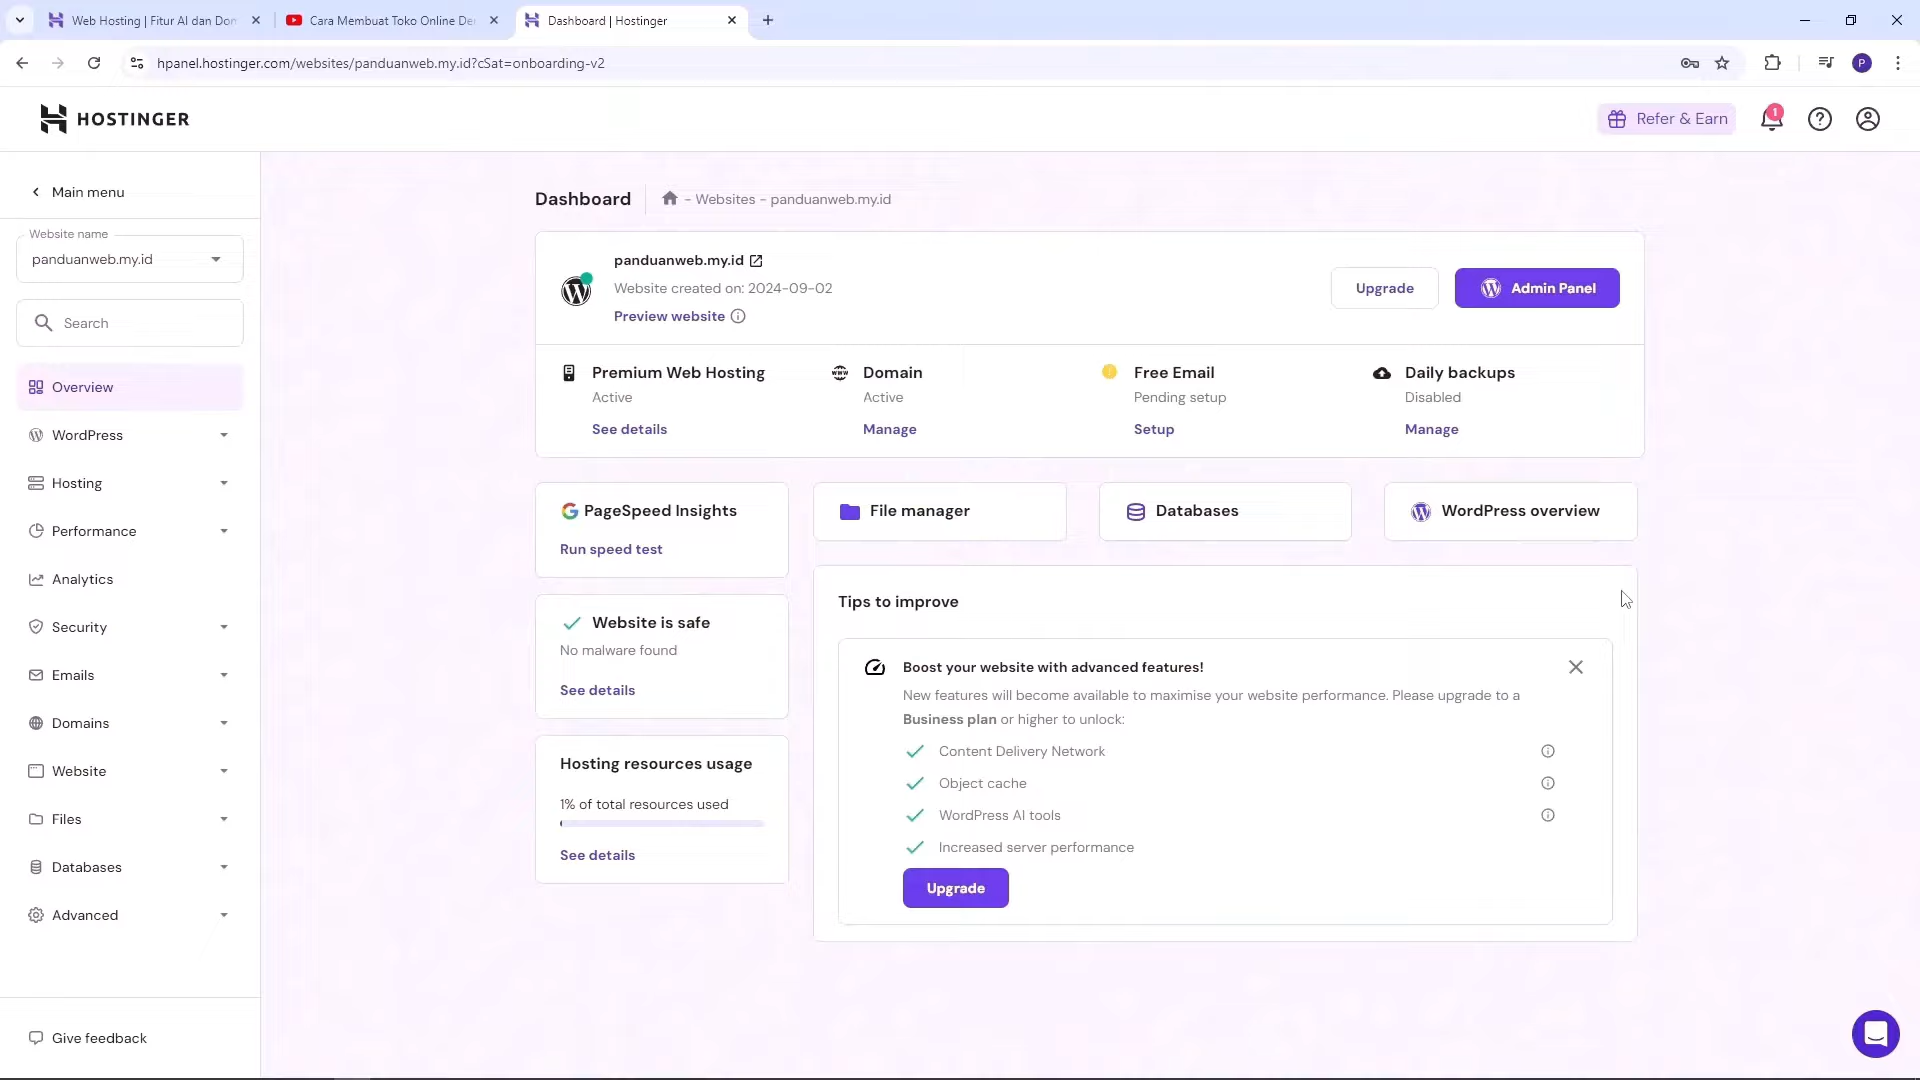 Web Hosting | Fitur AI dan Dom
Cara Membuat Toko Online De
Dashboard | Hostinger
hpanel.hostinger.com/websites/panduanweb.my.id?cSat=onboarding-v2
P
HOSTINGER
Refer & Earn
1
Main menu
Website name
panduanweb.my.id
Search
Overview
WordPress
Hosting
Performance
Analytics
Security
Emails
Domains
Website
Files
Databases
Advanced
Give feedback
Dashboard
- Websites - panduanweb.my.id
panduanweb.my.id
Website created on: 2024-09-02
Preview website
Upgrade
Admin Panel
Premium Web Hosting
Active
See details
Domain
Active
Manage
Free Email
Pending setup
Setup
Daily backups
Disabled
Manage
PageSpeed Insights
Run speed test
File manager
Databases
WordPress overview
Website is safe
No malware found
See details
Hosting resources usage
1% of total resources used
See details
Tips to improve
Boost your website with advanced features!
New features will become available to maximise your website performance. Please upgrade to a
Business plan or higher to unlock:
Content Delivery Network
Object cache
WordPress AI tools
Increased server performance
Upgrade